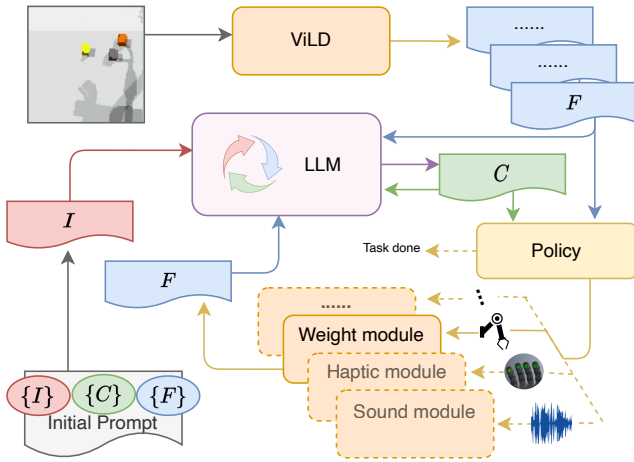 ViLD
......
......
F
LLM
C
I
Policy
Task done
F
......
Weight module
Haptic module
Sound module
{I} {C} {F}
Initial Prompt